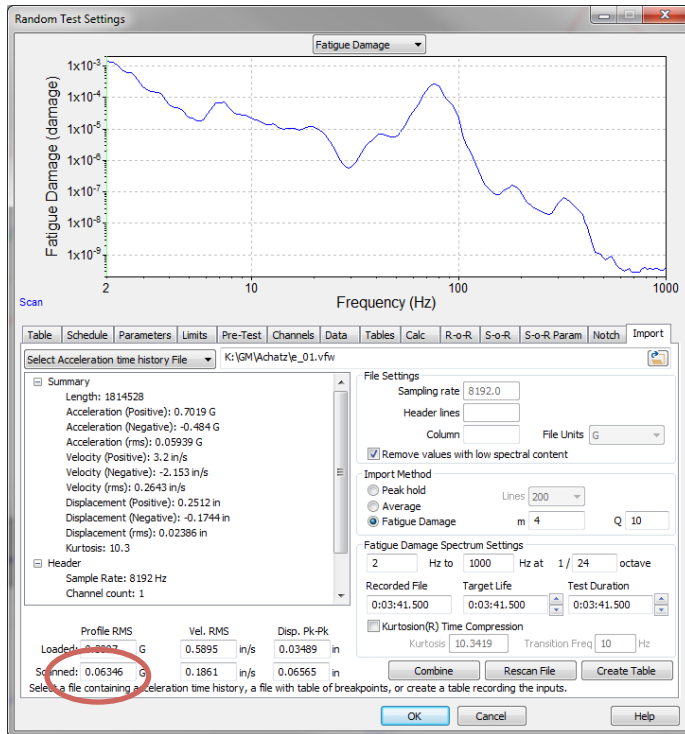 Random Test Settings
Fatigue Damage
Fatigue Damage (damage)
1x10-3
1x10-4
1x10-5
1x10-6
1x10-7
1x10-8
1x10-9
2 10 100 1000
Scan
Frequency (Hz)
Table Schedule Parameters Limits Pre-Test Channels Data Tables Calc R-o-R S-o-R S-o-R Param Notch Import
Select Acceleration time history File K:\GM\Achatz\e_01.vfw
Summary
Length: 1814528
Acceleration (Positive): 0.7019 G
Acceleration (Negative): -0.484 G
Acceleration (rms): 0.05939 G
Velocity (Positive): 3.2 in/s
Velocity (Negative): -2.153 in/s
Velocity (rms): 0.2643 in/s
Displacement (Positive): 0.2512 in
Displacement (Negative): -0.1744 in
Displacement (rms): 0.02386 in
Kurtosis: 10.3
Header
Sample Rate: 8192 Hz
Channel count: 1
File Settings
Sampling rate 8192.0
Header lines
Column File Units G
Remove values with low spectral content
Import Method
Peak hold
Lines 200
Average
Fatigue Damage m 4 Q 10
Fatigue Damage Spectrum Settings
2 Hz to 1000 Hz at 1 / 24 octave
Recorded File Target Life Test Duration
0:03:41.500 0:03:41.500 0:03:41.500
Kurtosion(R) Time Compression
Kurtosis 10.3419 Transition Freq 10 Hz
Profile RMS Vel. RMS Disp. Pk-Pk
Loaded: G 0.5895 in/s 0.03489 in
Scanned: 0.06346 G 0.1861 in/s 0.06565 in
Combine Rescan File Create Table
Select a file containing acceleration time history, a file with table of breakpoints, or create a table recording the inputs.
OK Cancel Help